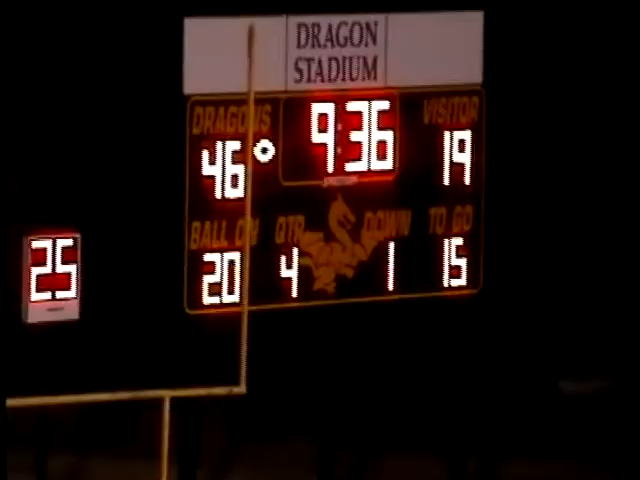 DRAGON
STADIUM
DRAGONS 9:36 VISITOR
46 19
BALL ON QTR DOWN TO GO
20 4 1 15
25